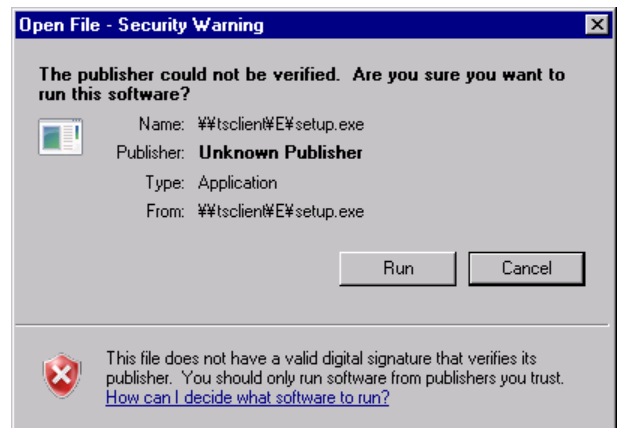 Open File - Security Warning
The publisher could not be verified.  Are you sure you want to
run this software?
Name: ¥¥tsclient¥E¥setup.exe
Publisher: Unknown Publisher
Type: Application
From: ¥¥tsclient¥E¥setup.exe
Run Cancel
This file does not have a valid digital signature that verifies its
publisher.  You should only run software from publishers you trust.
How can I decide what software to run?